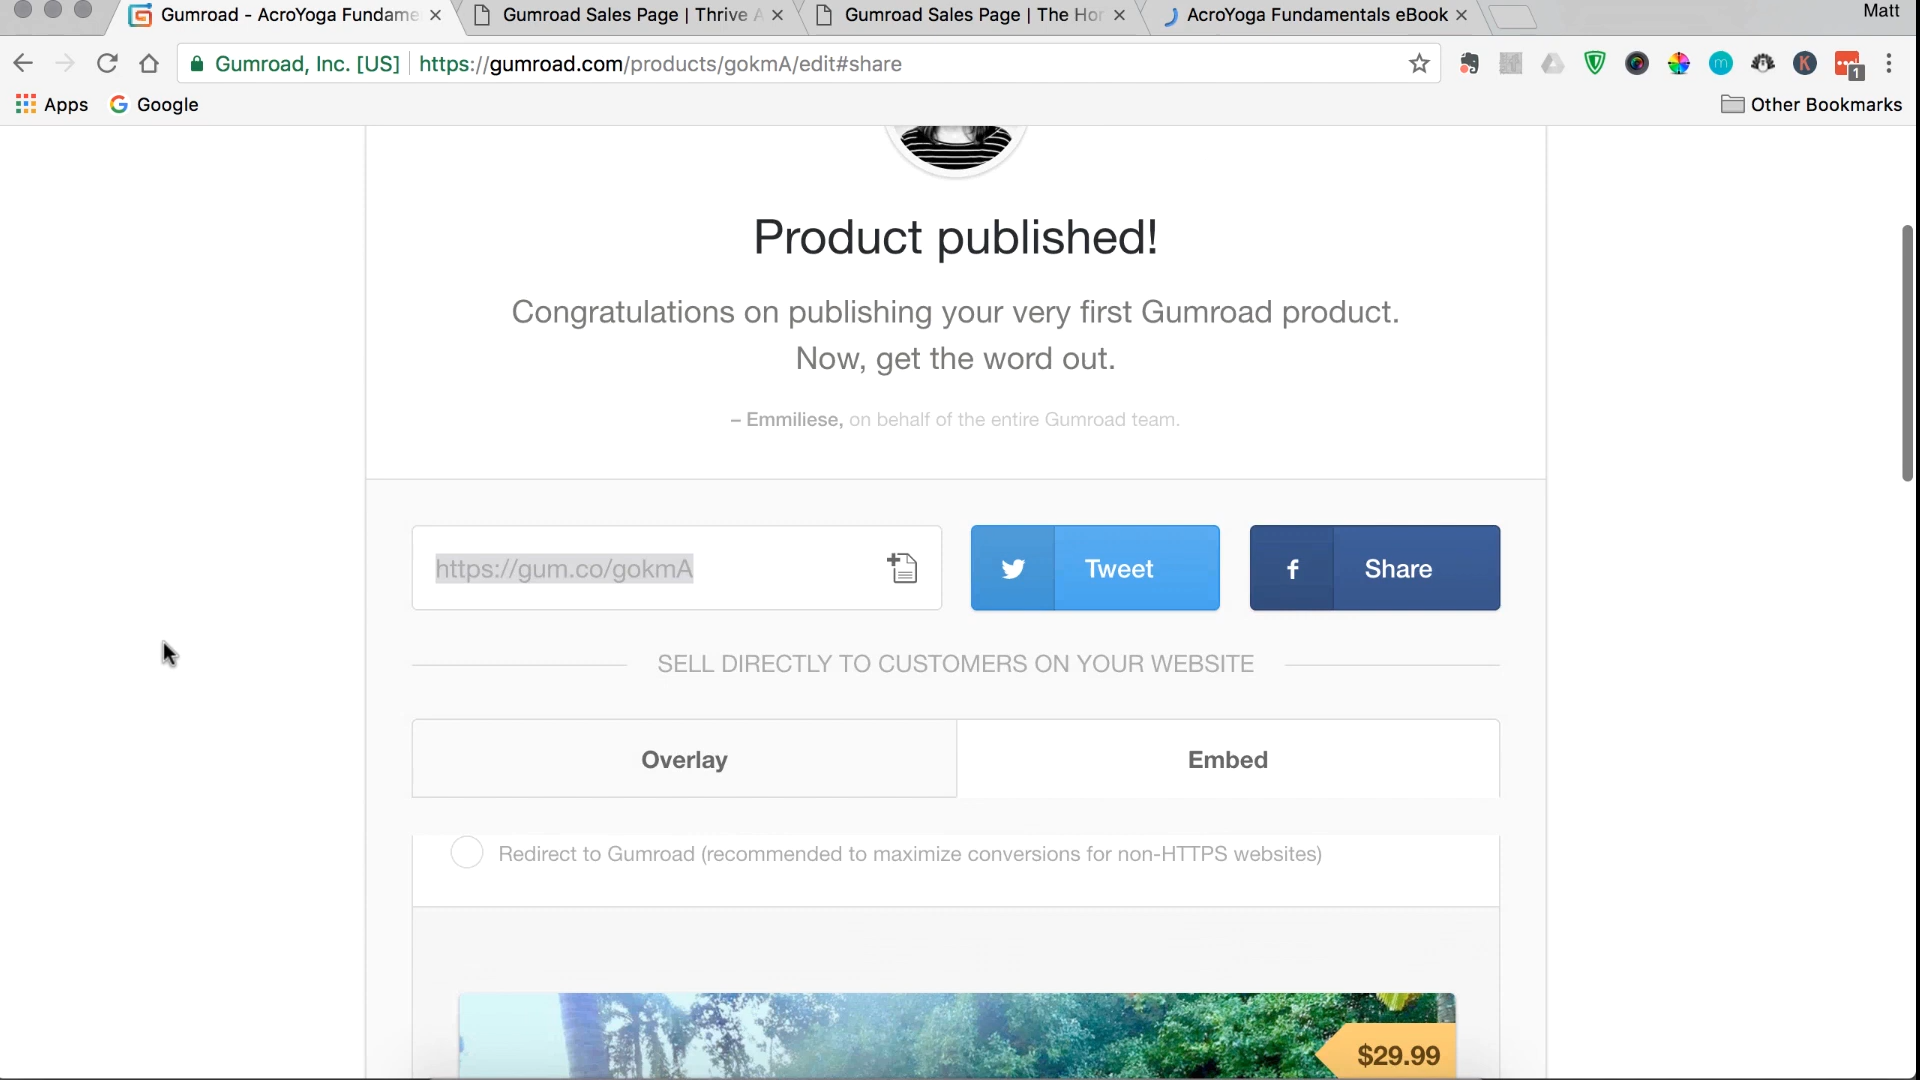 Matt
Gumroad - AcroYoga Fundame
Gumroad Sales Page | Thrive A
Gumroad Sales Page | The Hor
AcroYoga Fundamentals eBook
Gumroad, Inc. [US] https://gumroad.com/products/gokmA/edit#share
m
K
1
Apps
Google
Other Bookmarks
Product published!
Congratulations on publishing your very first Gumroad product.
Now, get the word out.
– Emmiliese, on behalf of the entire Gumroad team.
https://gum.co/gokmA
Tweet
f Share
SELL DIRECTLY TO CUSTOMERS ON YOUR WEBSITE
Overlay
Embed
Redirect to Gumroad (recommended to maximize conversions for non-HTTPS websites)
$29.99